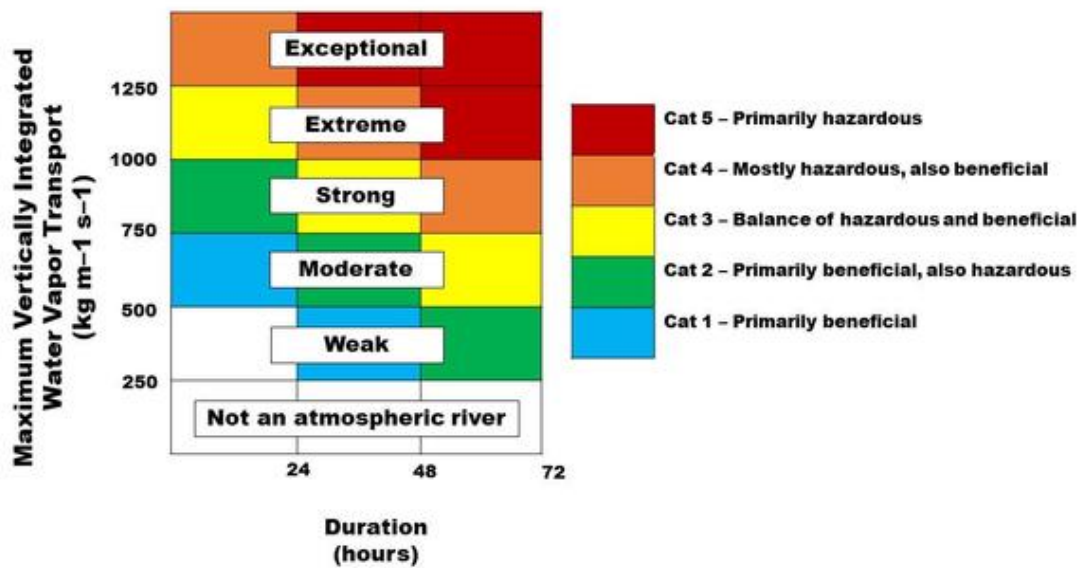 Maximum Vertically Integrated
Water Vapor Transport
(kg m–1 s–1)
Exceptional
1250
Extreme
1000
Strong
750
Moderate
500
Weak
250
Not an atmospheric river
24
48
72
Duration
(hours)
Cat 5 – Primarily hazardous
Cat 4 – Mostly hazardous, also beneficial
Cat 3 – Balance of hazardous and beneficial
Cat 2 – Primarily beneficial, also hazardous
Cat 1 – Primarily beneficial